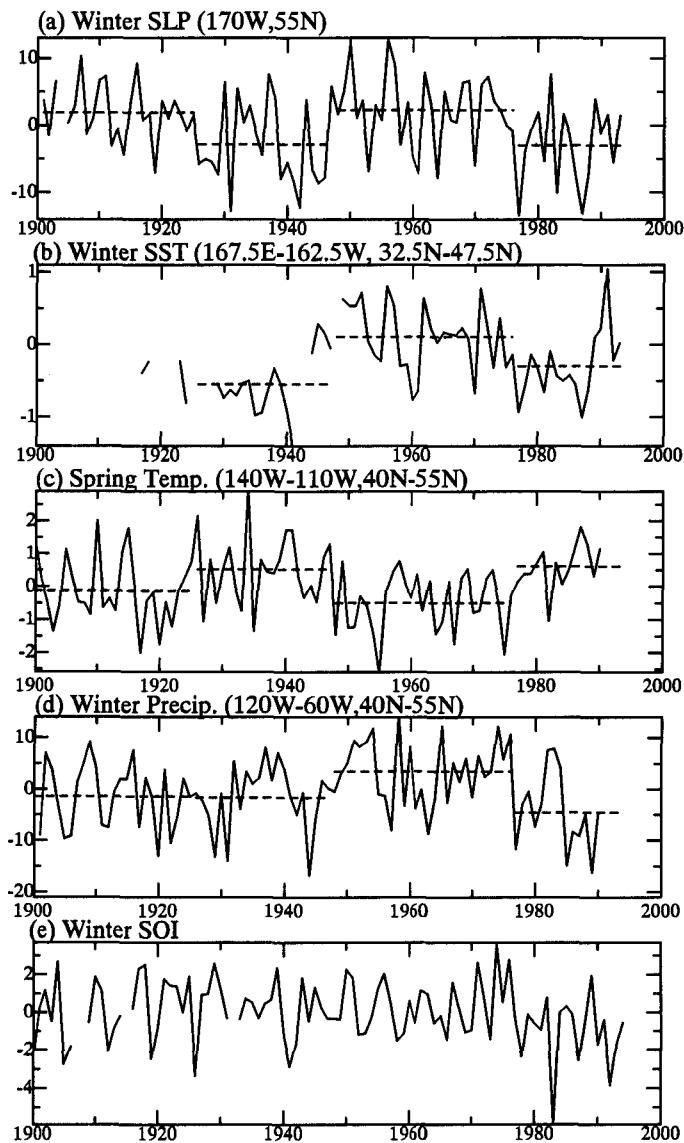 (a) Winter SLP (170W,55N)
10
0
-10
1900 1920 1940 1960 1980 2000
(b) Winter SST (167.5E-162.5W, 32.5N-47.5N)
1
0
-1
1900 1920 1940 1960 1980 2000
(c) Spring Temp. (140W-110W,40N-55N)
2
1
0
-1
-2
1900 1920 1940 1960 1980 2000
(d) Winter Precip. (120W-60W,40N-55N)
10
0
-10
-20
1900 1920 1940 1960 1980 2000
(e) Winter SOI
2
0
-2
-4
1900 1920 1940 1960 1980 2000